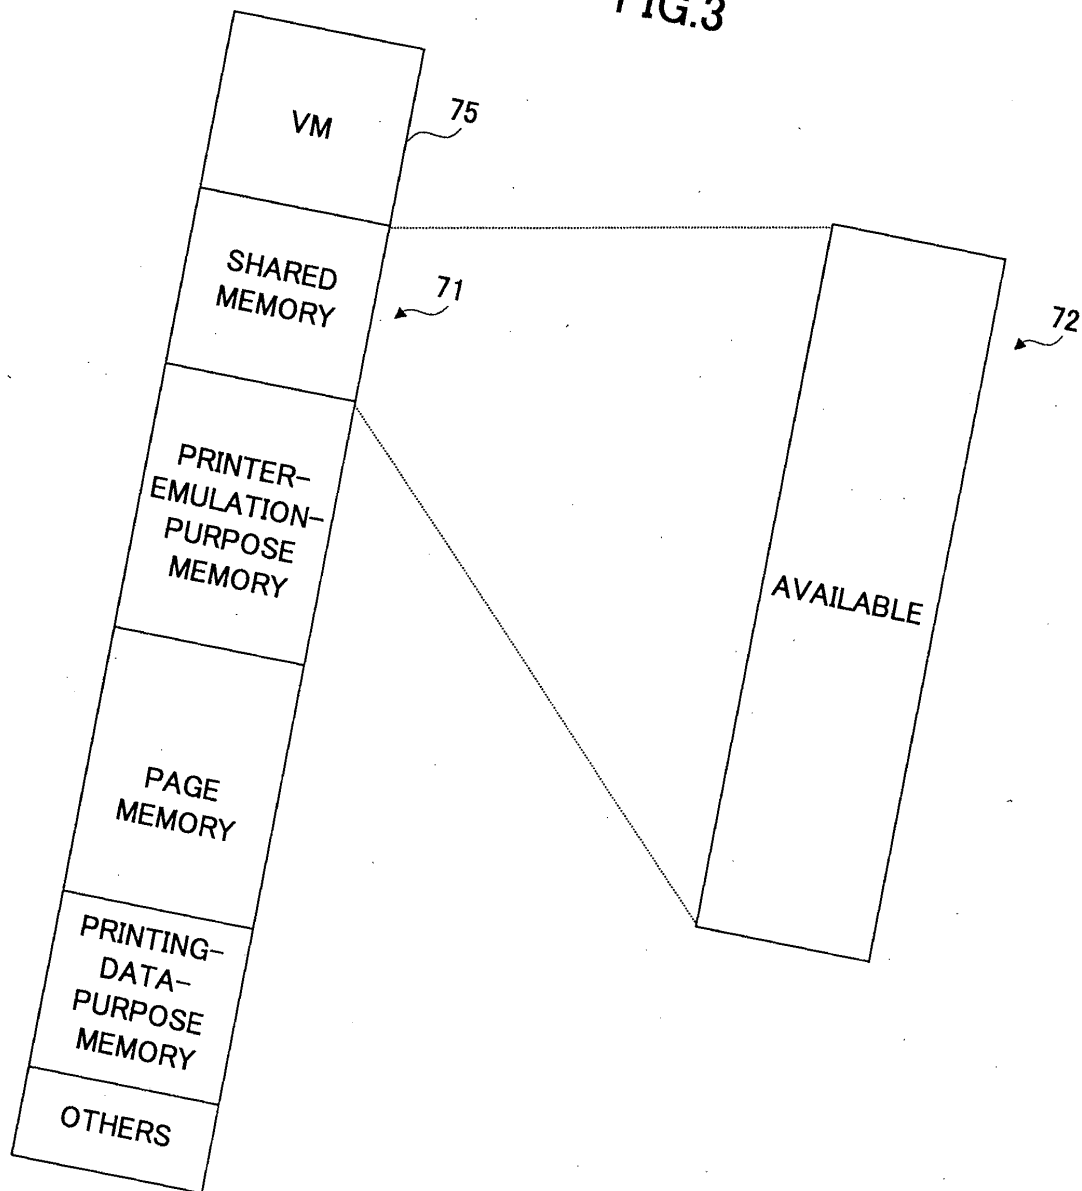 FIG.3
VM
75
SHARED
MEMORY
71
72
PRINTER-
EMULATION-
PURPOSE
MEMORY
AVAILABLE
PAGE
MEMORY
PRINTING-
DATA-
PURPOSE
MEMORY
OTHERS